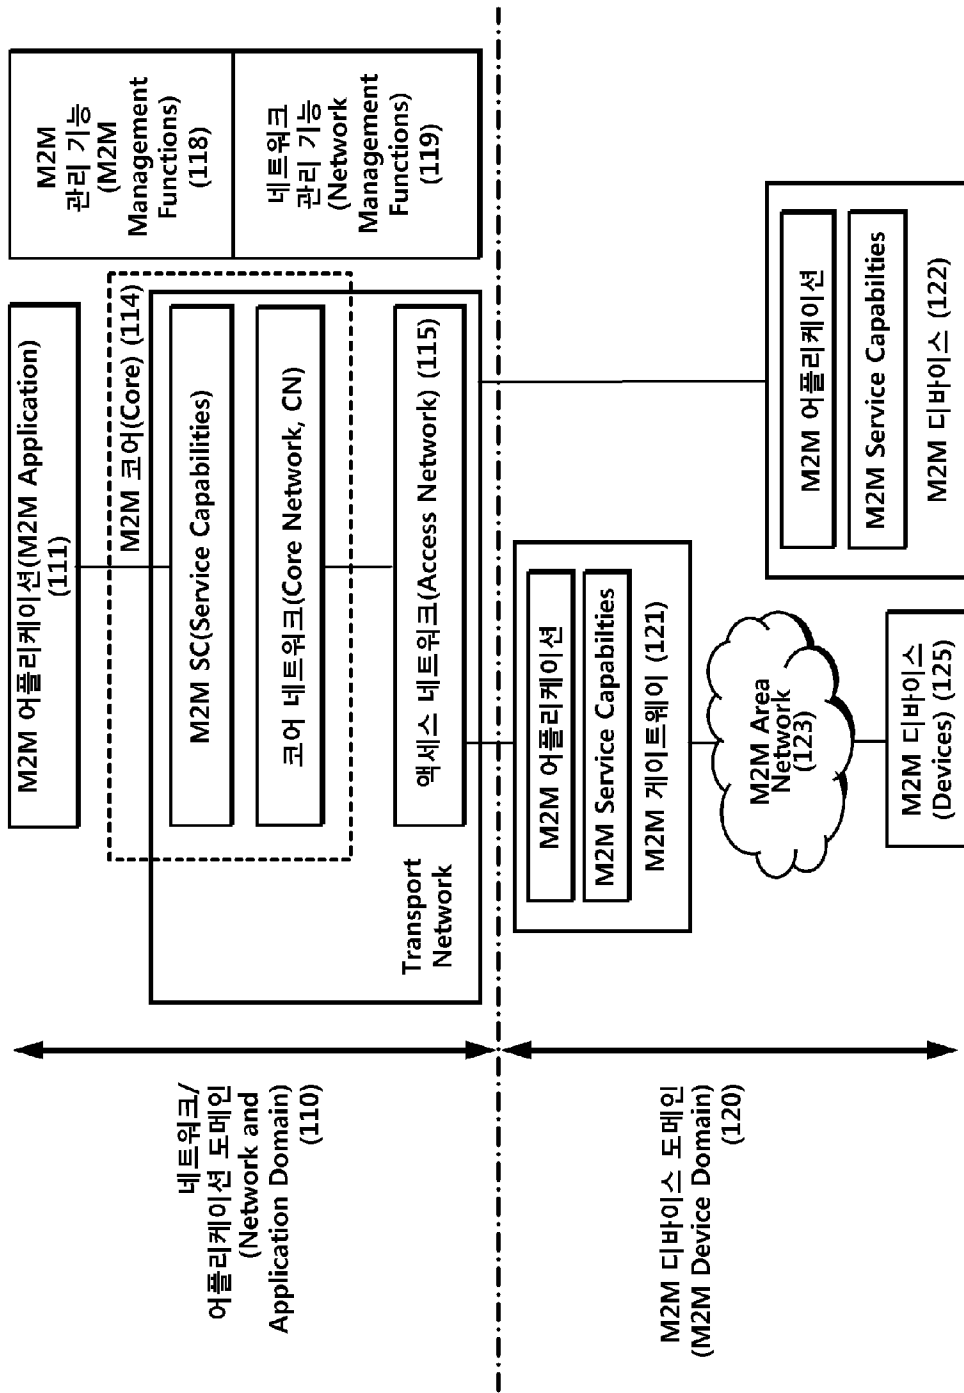 네트워크/
어플리케이션 도메인
(Network and
Application Domain)
(110)
M2M 어플리케이션(M2M Application)
(111)
M2M 코어(Core) (114)
M2M SC(Service Capabilities)
코어 네트워크(Core Network, CN)
액세스 네트워크(Access Network) (115)
Transport
Network
M2M
관리 기능
(M2M
Management
Functions)
(118)
네트워크
관리 기능
(Network
Management
Functions)
(119)
M2M 디바이스 도메인
(M2M Device Domain)
(120)
M2M 어플리케이션
M2M Service Capabilties
M2M 게이트웨이 (121)
M2M Area
Network
(123)
M2M 디바이스
(Devices) (125)
M2M 어플리케이션
M2M Service Capabilties
M2M 디바이스 (122)